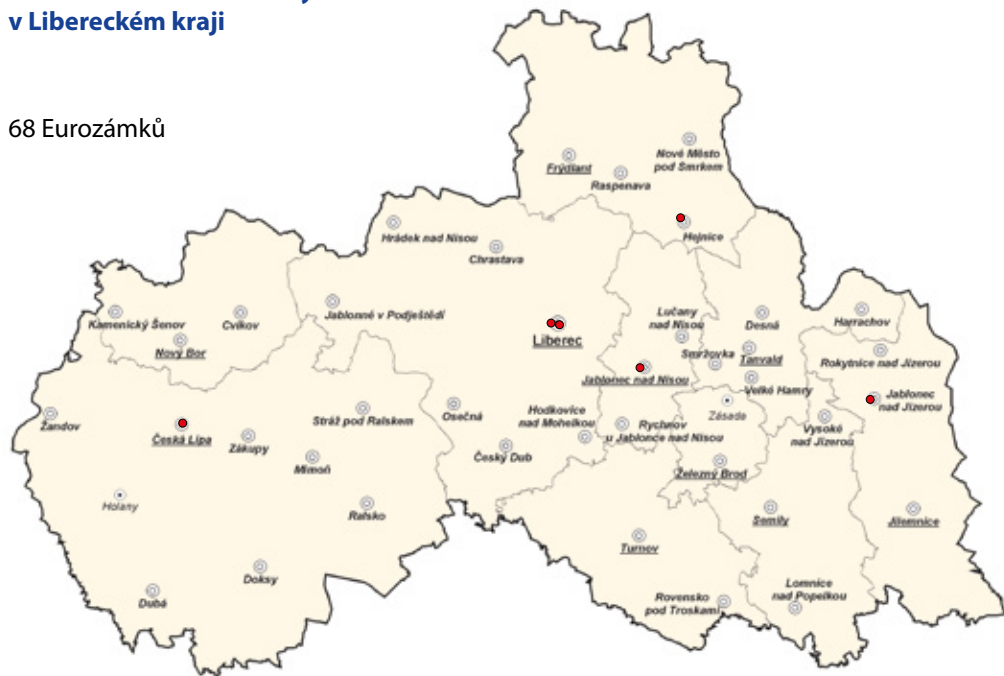 v Libereckém kraji
68 Eurozámků
Nové Město
pod Smrkem
Frýdlant
Raspenava
Hejnice
Hrádek nad Nisou
Chrastava
Kamenický Šenov
Cvikov
Jablonné v Podještědí
Nový Bor
Liberec
Lučany
nad Nisou
Desná
Harrachov
Smržovka
Tanvald
Rokytnice nad Jizerou
Jablonec nad Nisou
Velké Hamry
Jablonec
nad Jizerou
Žandov
Česká Lípa
Zákupy
Stráž pod Ralskem
Osečná
Hodkovice
nad Mohelkou
Rychnov
u Jablonce nad Nisou
Zásada
Vysoké
nad Jizerou
Mimoň
Český Dub
Železný Brod
Holany
Ralsko
Semily
Jilemnice
Turnov
Doksy
Dubá
Rovensko
pod Troskami
Lomnice
nad Popelkou